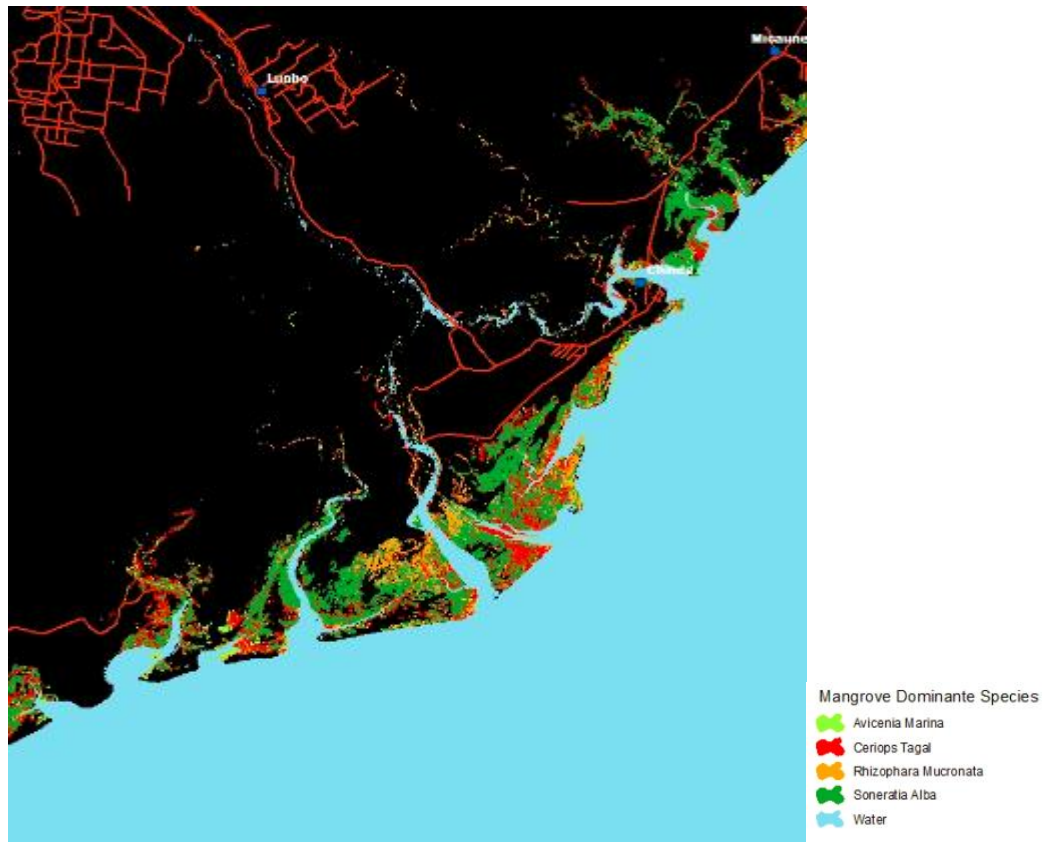 Micaune
Luabo
Chinde
Mangrove Dominante Species
Avicenia Marina
Ceriops Tagal
Rhizophara Mucronata
Soneratia Alba
Water